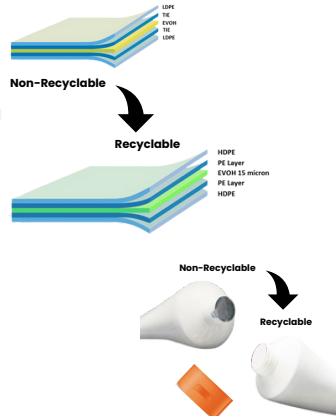 LDPE
TIE
EVOH
TIE
LDPE
Non-Recyclable
Recyclable
HDPE
PE Layer
EVOH 15 micron
PE Layer
HDPE
Non-Recyclable
Recyclable